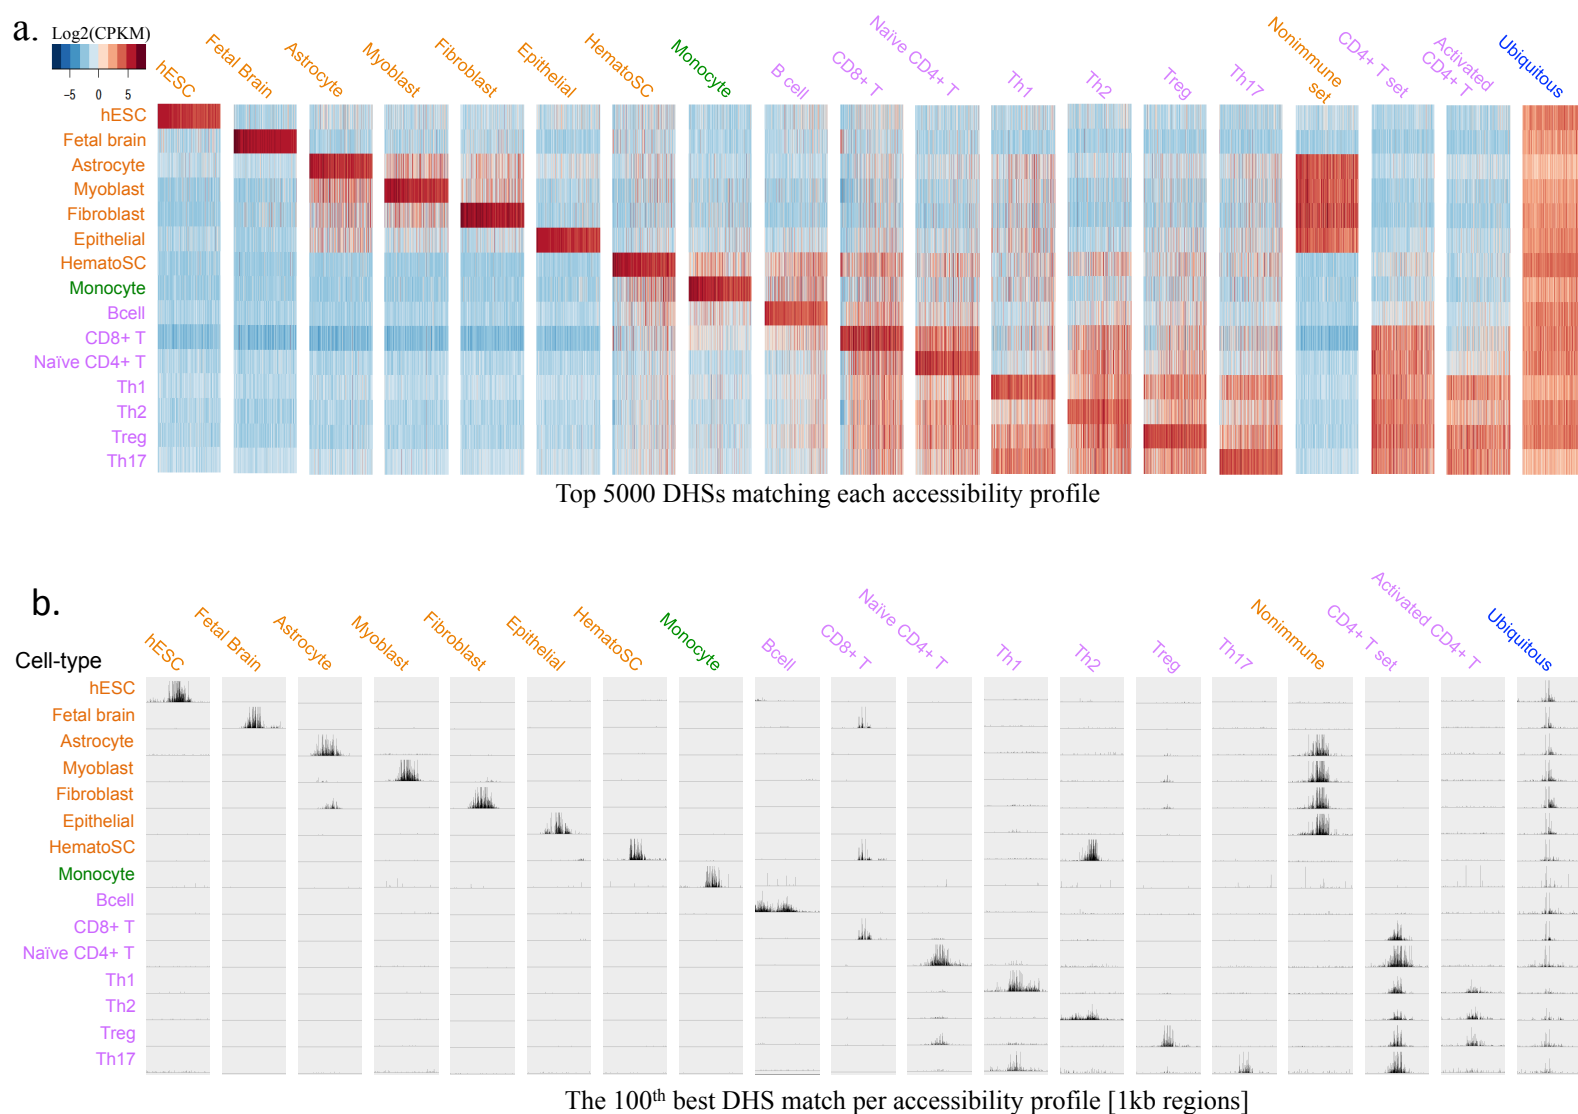 a.
Log2(CPKM)
−5 0 5
hESC
Fetal Brain
Astrocyte
Myoblast
Fibroblast
Epithelial
HematoSC
Monocyte
B cell
CD8+ T
Naïve CD4+ T
Th1
Th2
Treg
Th17
Nonimmune
set
CD4+ T set
Activated
CD4+ T
Ubiquitous
hESC
Fetal brain
Astrocyte
Myoblast
Fibroblast
Epithelial
HematoSC
Monocyte
Bcell
CD8+ T
Naïve CD4+ T
Th1
Th2
Treg
Th17
Top 5000 DHSs matching each accessibility profile
b.
Cell-type
hESC
Fetal Brain
Astrocyte
Myoblast
Fibroblast
Epithelial
HematoSC
Monocyte
Bcell
CD8+ T
Naïve CD4+ T
Th1
Th2
Treg
Th17
Nonimmune
CD4+ T set
Activated CD4+ T
Ubiquitous
hESC
Fetal brain
Astrocyte
Myoblast
Fibroblast
Epithelial
HematoSC
Monocyte
Bcell
CD8+ T
Naïve CD4+ T
Th1
Th2
Treg
Th17
The 100th best DHS match per accessibility profile [1kb regions]